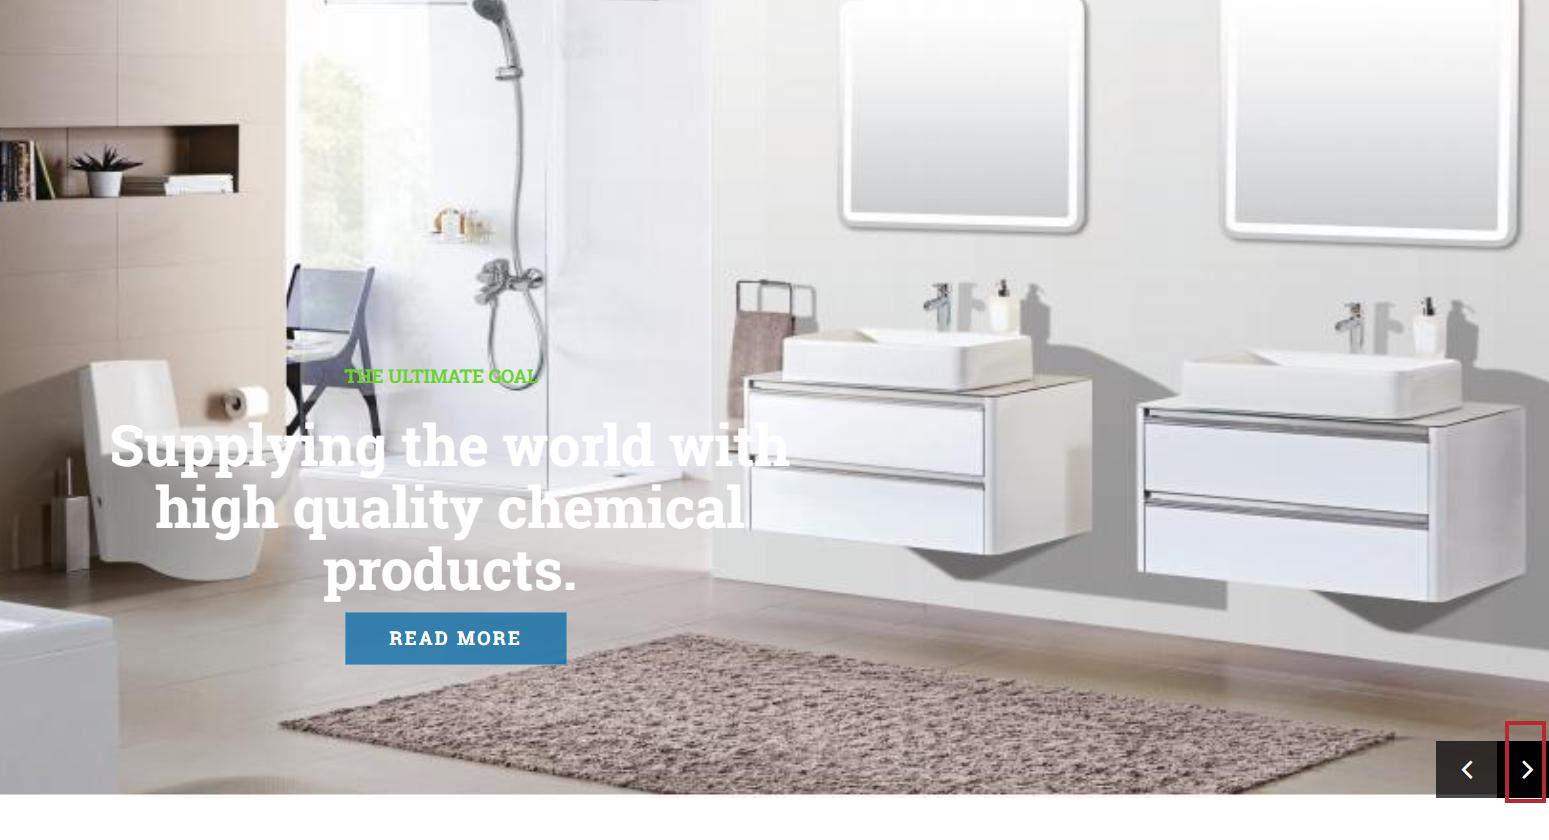 THE ULTIMATE GOAL
Supplying the world with
high quality chemical
products.
READ MORE